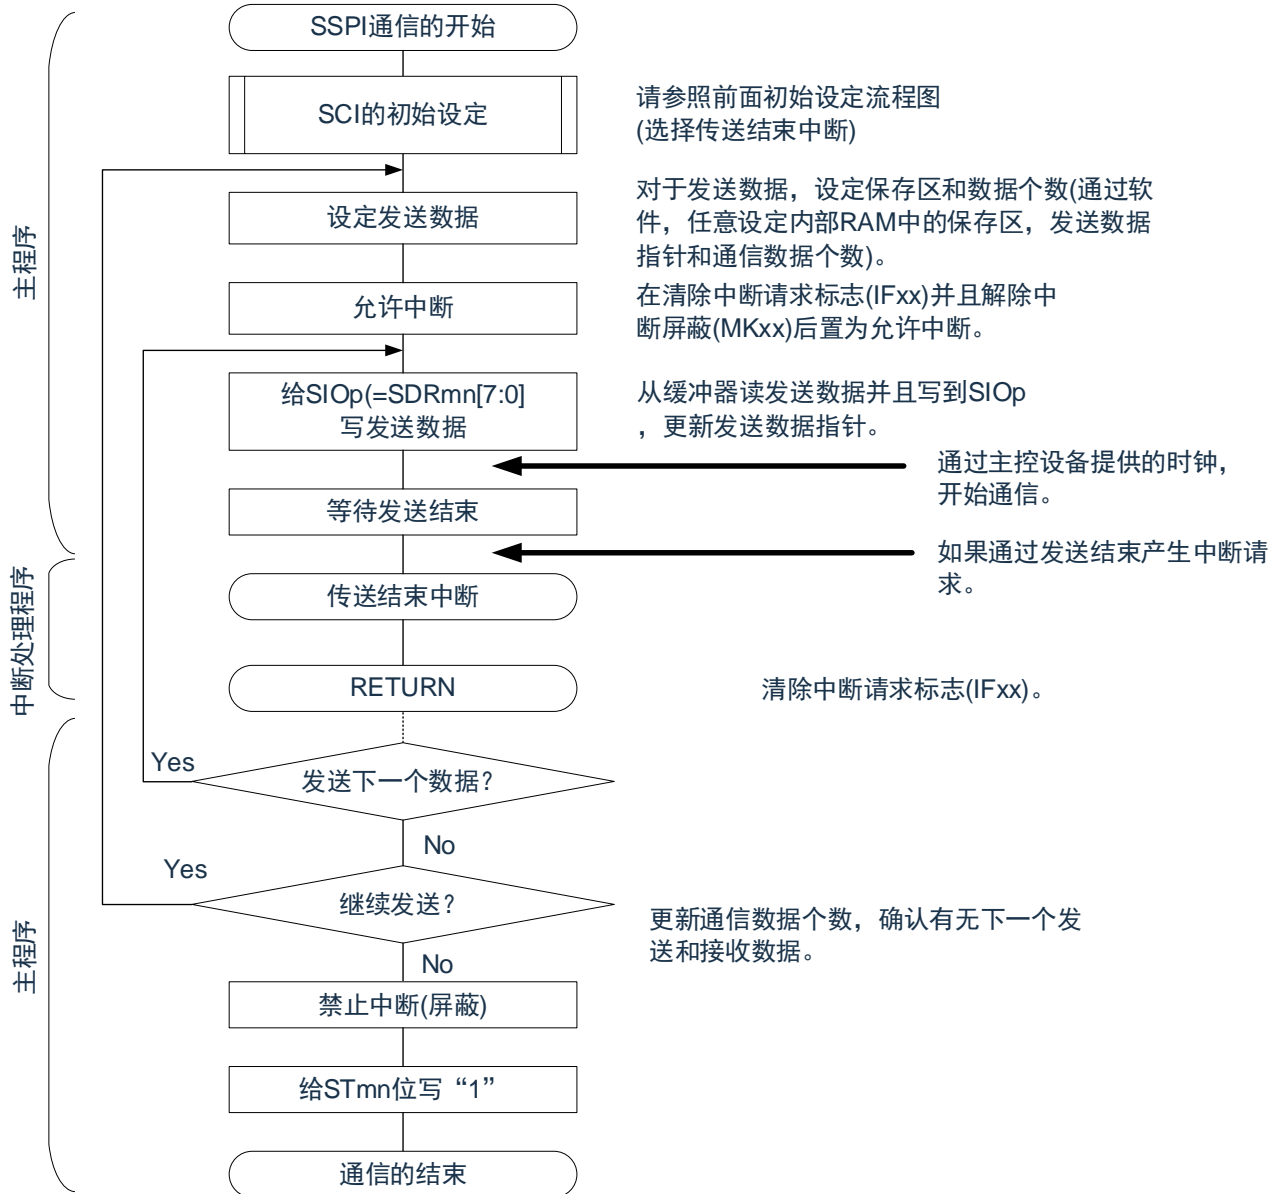 SSPI通信的开始
SCI的初始设定
请参照前面初始设定流程图
(选择传送结束中断)
设定发送数据
对于发送数据，设定保存区和数据个数(通过软
件，任意设定内部RAM中的保存区，发送数据
指针和通信数据个数)。
主程序
允许中断
在清除中断请求标志(IFxx)并且解除中
断屏蔽(MKxx)后置为允许中断。
给SIOp(=SDRmn[7:0]
写发送数据
从缓冲器读发送数据并且写到SIOp
，更新发送数据指针。
通过主控设备提供的时钟，
开始通信。
等待发送结束
如果通过发送结束产生中断请
求。
传送结束中断
中断处理程序
RETURN
清除中断请求标志(IFxx)。
Yes
发送下一个数据？
No
Yes
继续发送？
更新通信数据个数，确认有无下一个发
送和接收数据。
No
主程序
禁止中断(屏蔽)
给STmn位写“1”
通信的结束